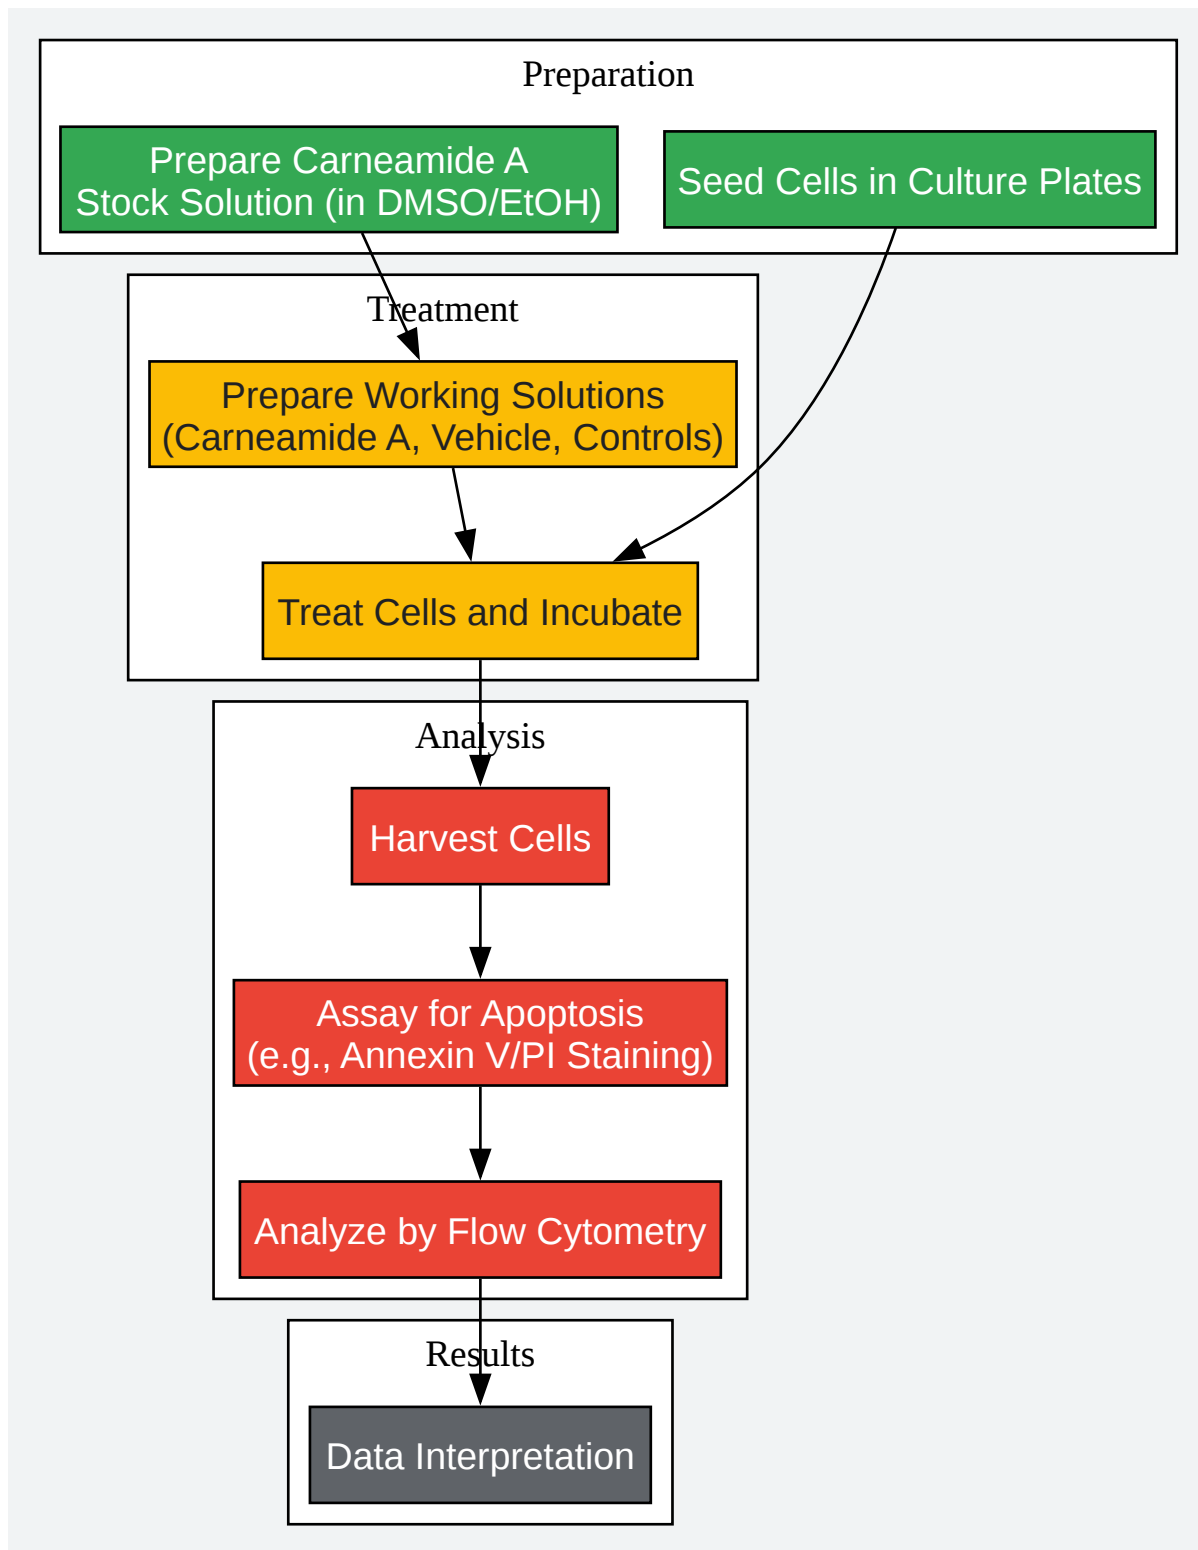 Preparation
Prepare Carneamide A
Stock Solution (in DMSO/EtOH)
Seed Cells in Culture Plates
Treatment
Prepare Working Solutions
(Carneamide A, Vehicle, Controls)
Treat Cells and Incubate
Analysis
Harvest Cells
Assay for Apoptosis
(e.g., Annexin V/PI Staining)
Analyze by Flow Cytometry
Results
Data Interpretation